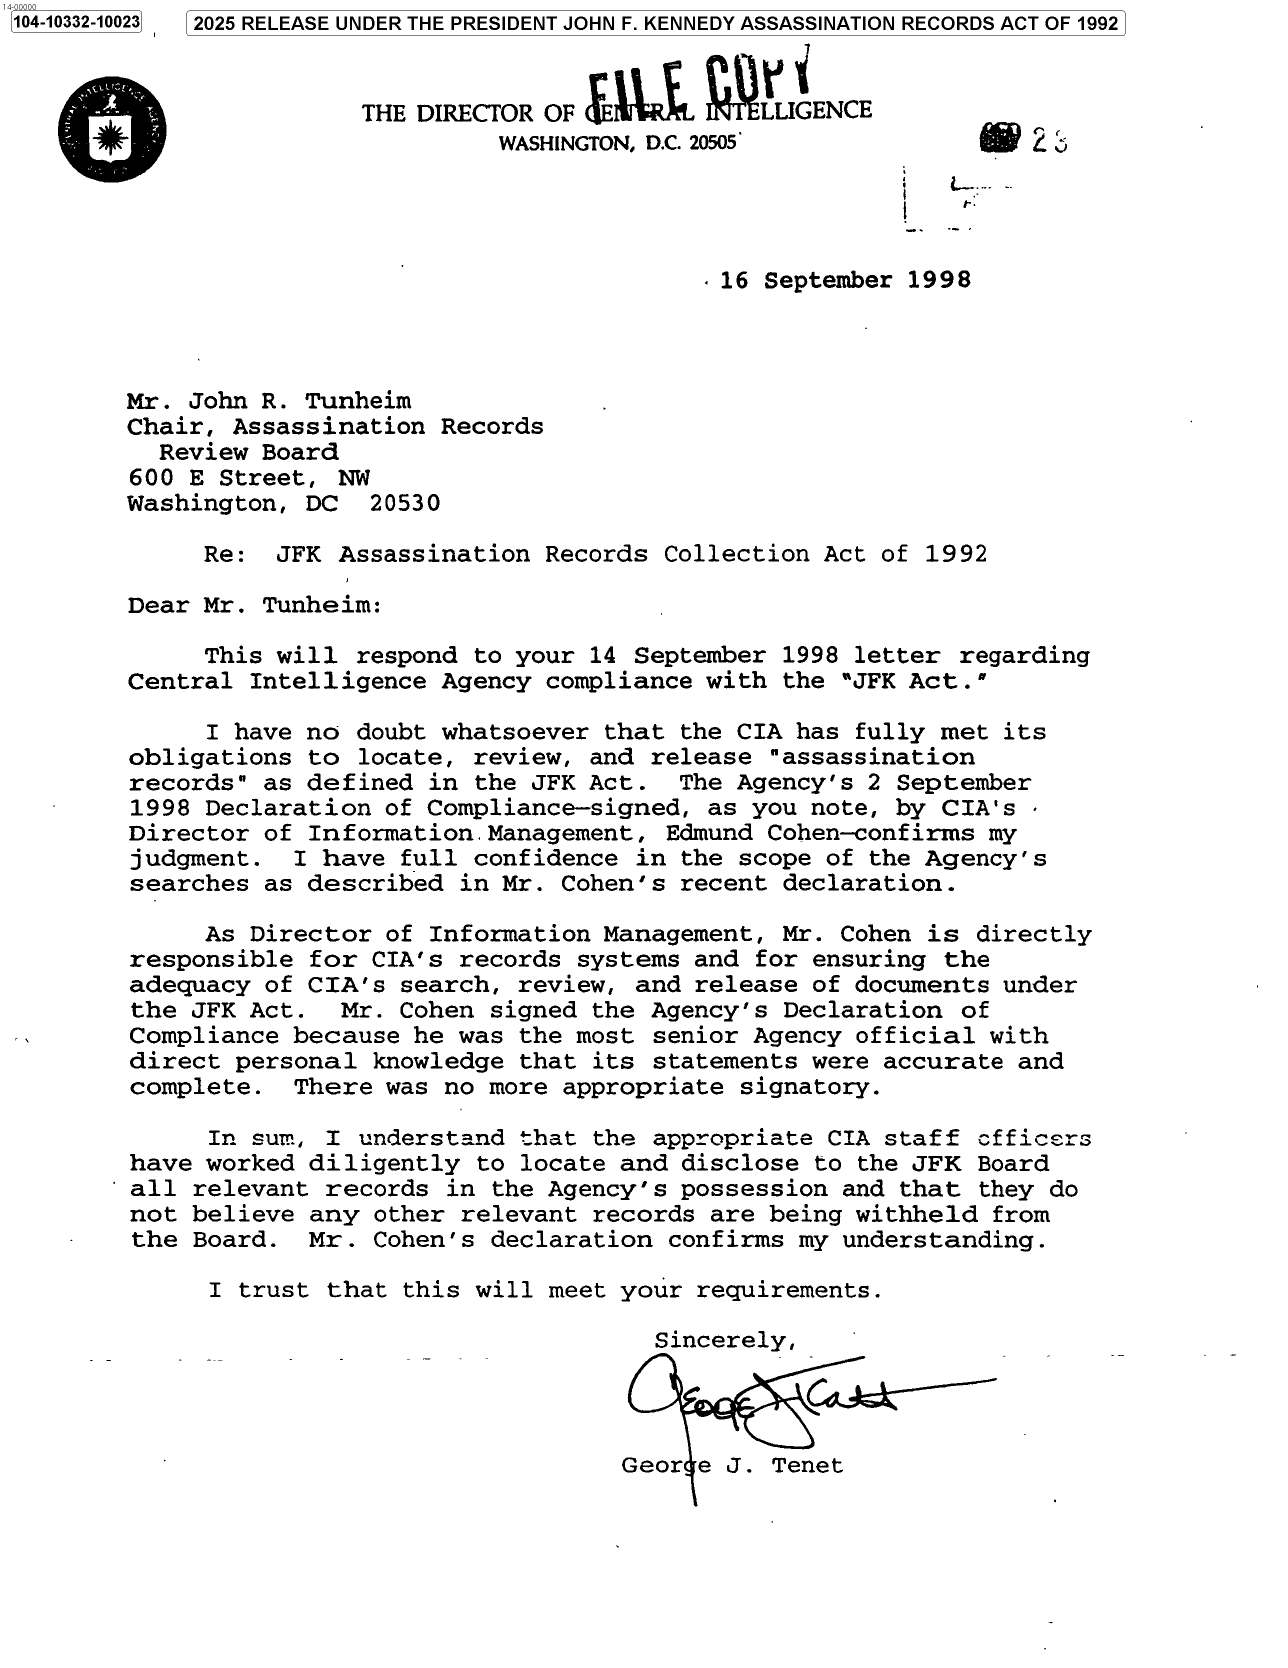 14-00000
104-10332-10023
2025 RELEASE UNDER THE PRESIDENT JOHN F. KENNEDY ASSASSINATION RECORDS ACT OF 1992
FILE COPY
THE DIRECTOR OF CENTRAL INTELLIGENCE
WASHINGTON, D.C. 20505
23
16 September 1998
Mr. John R. Tunheim
Chair, Assassination Records
Review Board
600 E Street, NW
Washington, DC 20530
Re: JFK Assassination Records Collection Act of 1992
Dear Mr. Tunheim:
This will respond to your 14 September 1998 letter regarding
Central Intelligence Agency compliance with the "JFK Act."
I have no doubt whatsoever that the CIA has fully met its
obligations to locate, review, and release "assassination
records" as defined in the JFK Act. The Agency's 2 September
1998 Declaration of Compliance—signed, as you note, by CIA's
Director of Information Management, Edmund Cohen—confirms my
judgment. I have full confidence in the scope of the Agency's
searches as described in Mr. Cohen's recent declaration.
As Director of Information Management, Mr. Cohen is directly
responsible for CIA's records systems and for ensuring the
adequacy of CIA's search, review, and release of documents under
the JFK Act. Mr. Cohen signed the Agency's Declaration of
Compliance because he was the most senior Agency official with
direct personal knowledge that its statements were accurate and
complete. There was no more appropriate signatory.
In sum, I understand that the appropriate CIA staff officers
have worked diligently to locate and disclose to the JFK Board
all relevant records in the Agency's possession and that they do
not believe any other relevant records are being withheld from
the Board. Mr. Cohen's declaration confirms my understanding.
I trust that this will meet your requirements.
Sincerely,
George J. Tenet